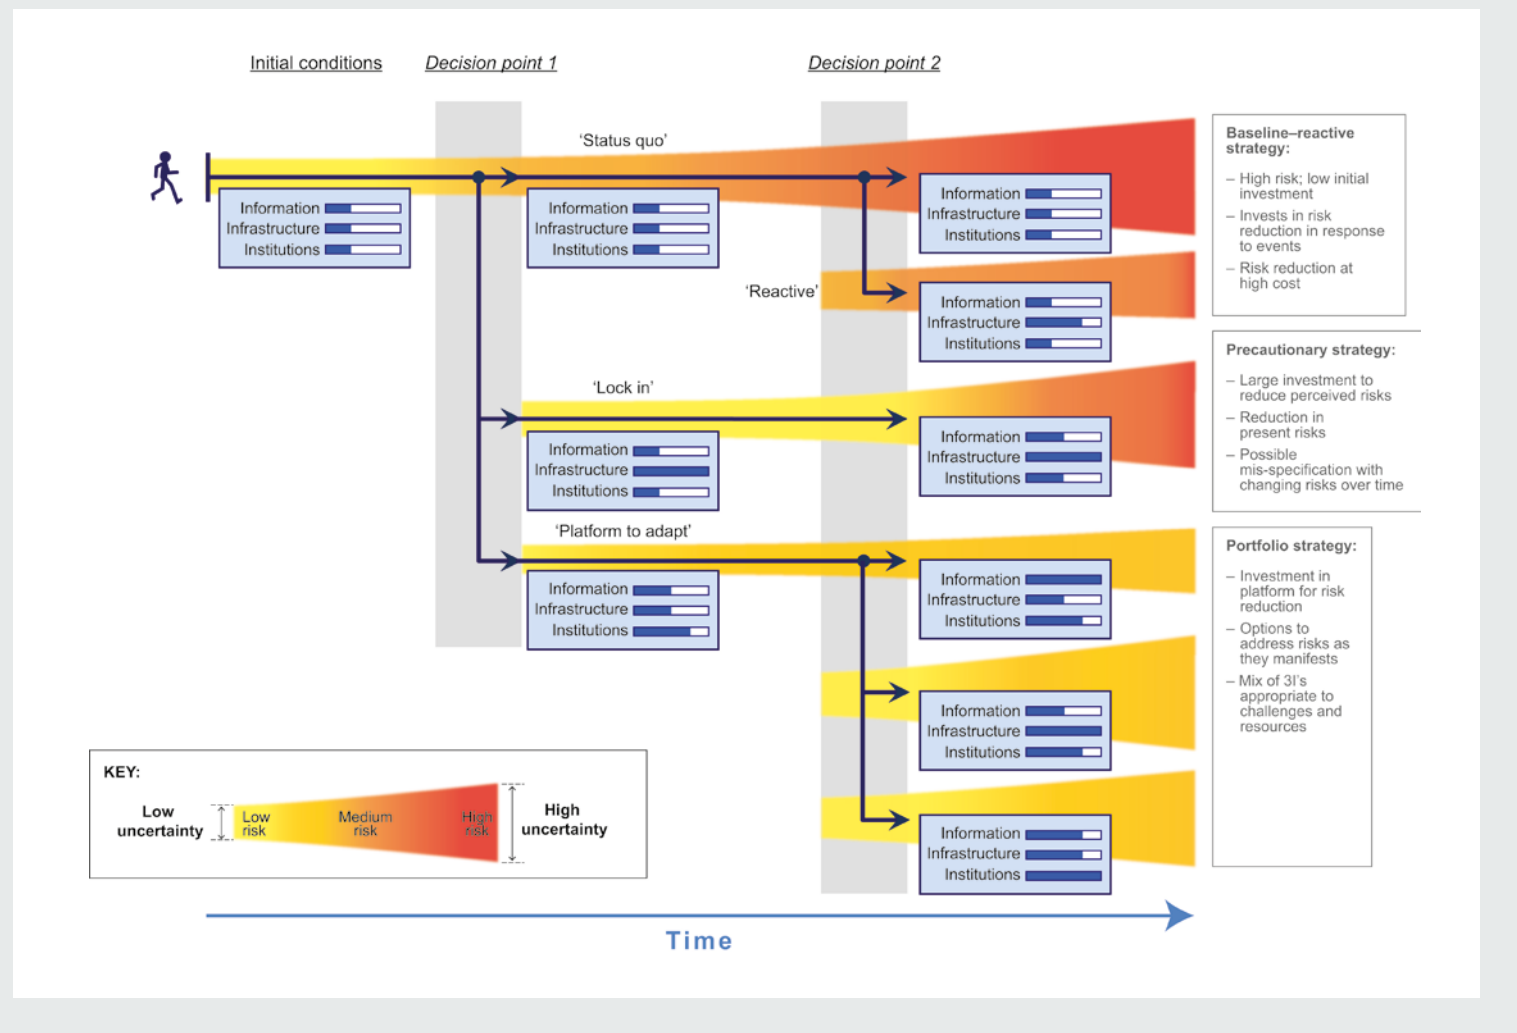 Initial conditions
Decision point 1
Decision point 2
‘Status quo’
Information
Infrastructure
Institutions
Information
Infrastructure
Institutions
Information
Infrastructure
Institutions
‘Reactive’
Information
Infrastructure
Institutions
‘Lock in’
Information
Infrastructure
Institutions
Information
Infrastructure
Institutions
‘Platform to adapt’
Information
Infrastructure
Institutions
Information
Infrastructure
Institutions
Information
Infrastructure
Institutions
Information
Infrastructure
Institutions
Baseline–reactive
strategy:
– High risk; low initial
investment
– Invests in risk
reduction in response
to events
– Risk reduction at
high cost
Precautionary strategy:
– Large investment to
reduce perceived risks
– Reduction in
present risks
– Possible
mis-specification with
changing risks over time
Portfolio strategy:
– Investment in
platform for risk
reduction
– Options to
address risks as
they manifests
– Mix of 3I’s
appropriate to
challenges and
resources
KEY:
Low
uncertainty
Low
risk
Medium
risk
High
risk
High
uncertainty
Time